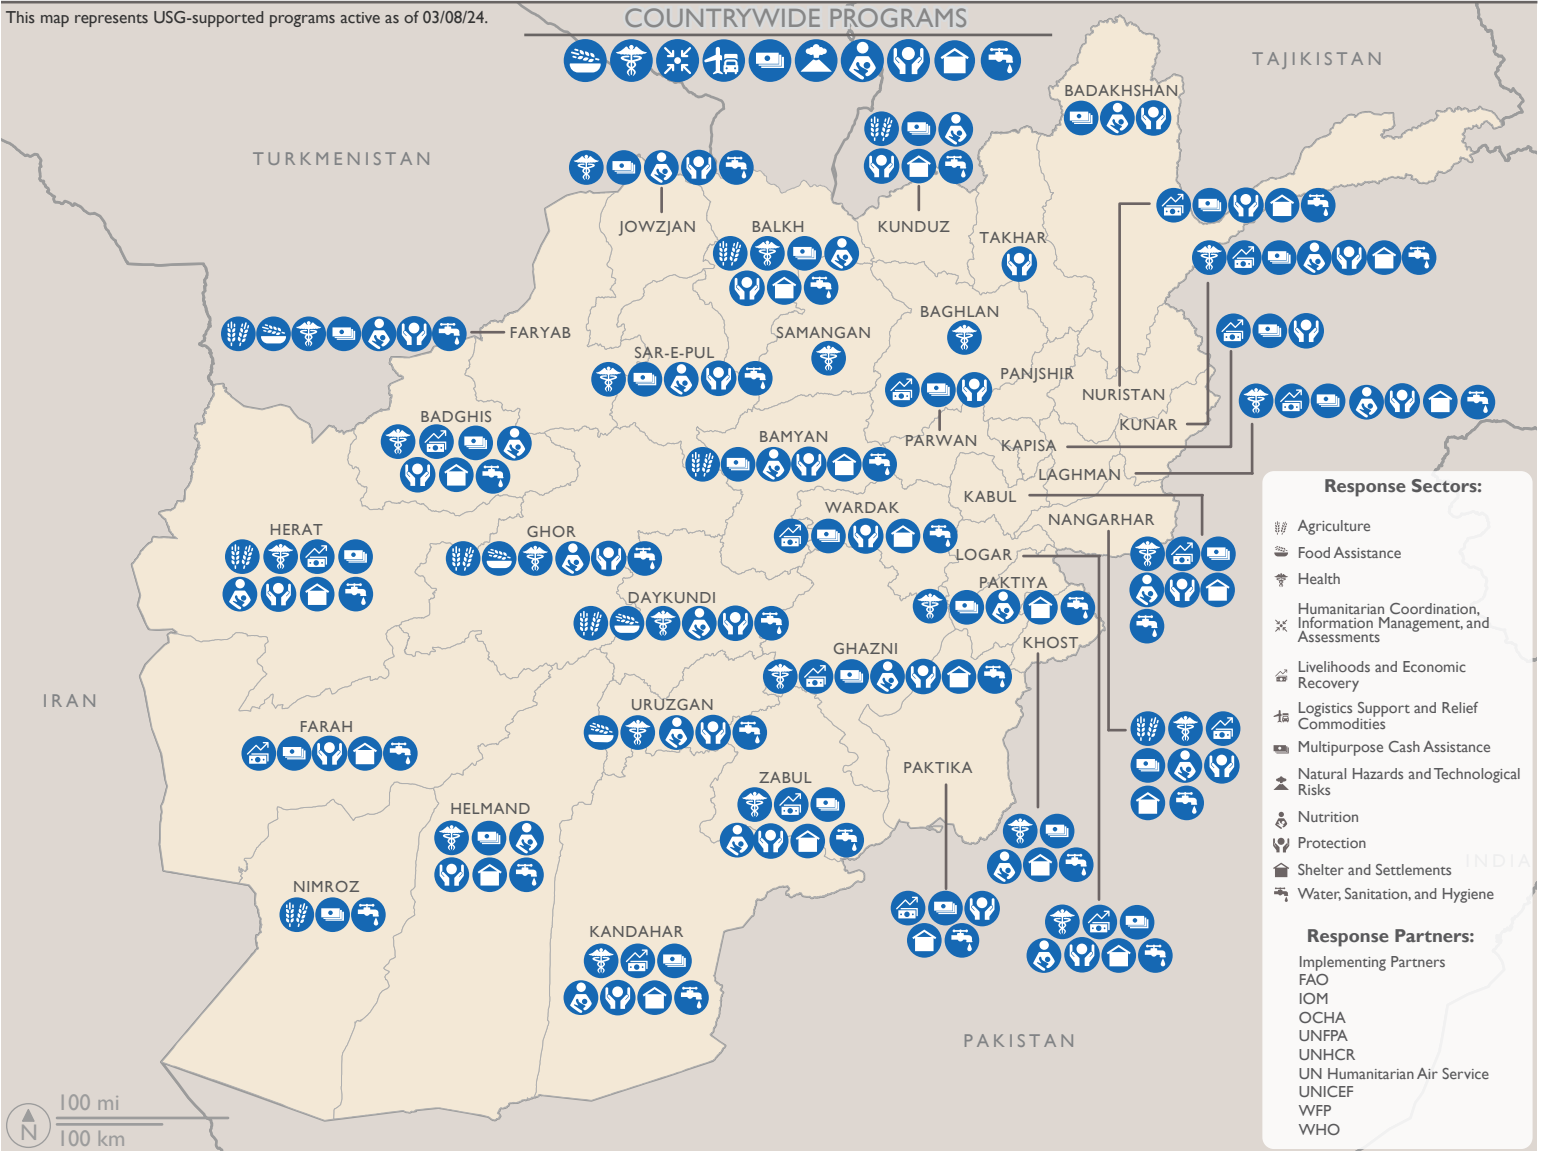 This map represents USG-supported programs active as of 03/08/24.
COUNTRYWIDE PROGRAMS
TAJIKISTAN
TURKMENISTAN
BADAKHSHAN
JOWZJAN
BALKH
KUNDUZ
TAKHAR
FARYAB
SAR-E-PUL
SAMANGAN
BAGHLAN
PANJSHIR
NURISTAN
BADGHIS
BAMYAN
PARWAN
KUNAR
KAPISA
LAGHMAN
KABUL
HERAT
GHOR
WARDAK
NANGARHAR
LOGAR
DAYKUNDI
PAKTIYA
GHAZNI
KHOST
IRAN
URUZGAN
FARAH
ZABUL
PAKTIKA
HELMAND
NIMROZ
KANDAHAR
PAKISTAN
INDIA
100 mi
100 km
N
Response Sectors:
Agriculture
Food Assistance
Health
Humanitarian Coordination,
Information Management, and
Assessments
Livelihoods and Economic
Recovery
Logistics Support and Relief
Commodities
Multipurpose Cash Assistance
Natural Hazards and Technological
Risks
Nutrition
Protection
Shelter and Settlements
Water, Sanitation, and Hygiene
Response Partners:
Implementing Partners
FAO
IOM
OCHA
UNFPA
UNHCR
UN Humanitarian Air Service
UNICEF
WFP
WHO